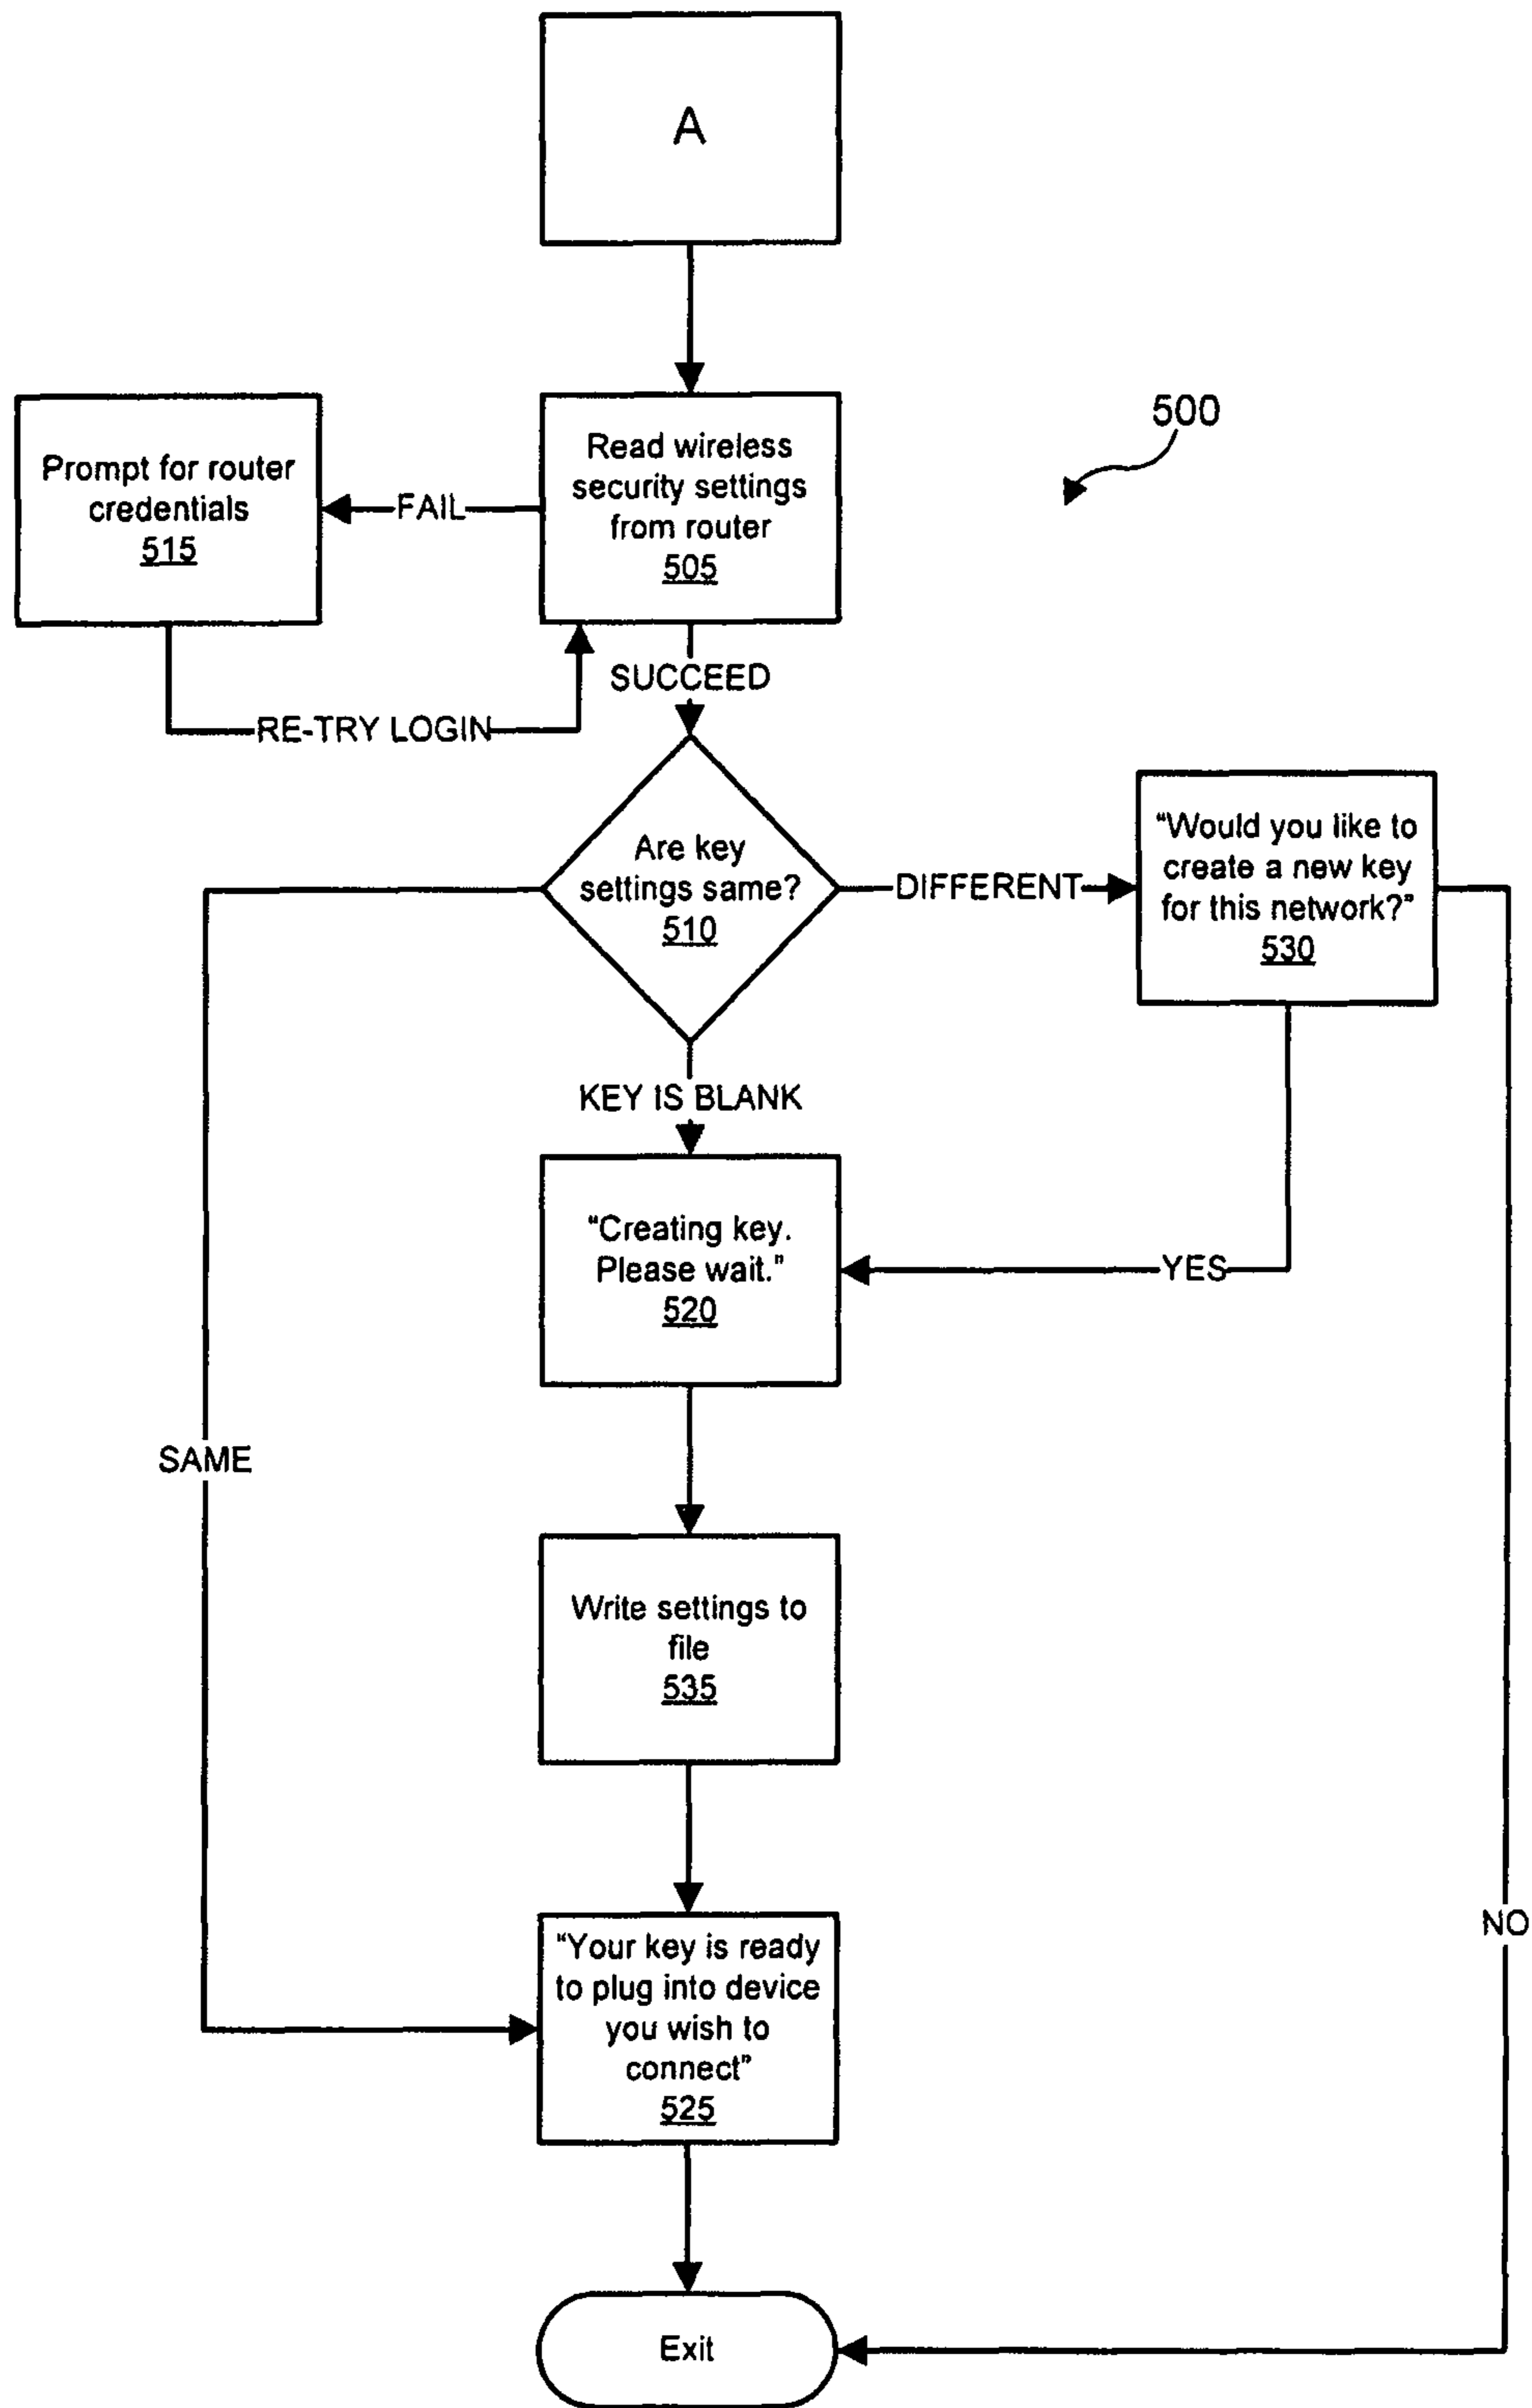 A
500
Read wireless
security settings
from router
505
FAIL
Prompt for router
credentials
515
RE-TRY LOGIN
SUCCEED
Are key
settings same?
510
DIFFERENT
“Would you like to
create a new key
for this network?”
530
KEY IS BLANK
“Creating key.
Please wait.”
520
YES
SAME
Write settings to
file
535
NO
“Your key is ready
to plug into device
you wish to
connect”
525
Exit